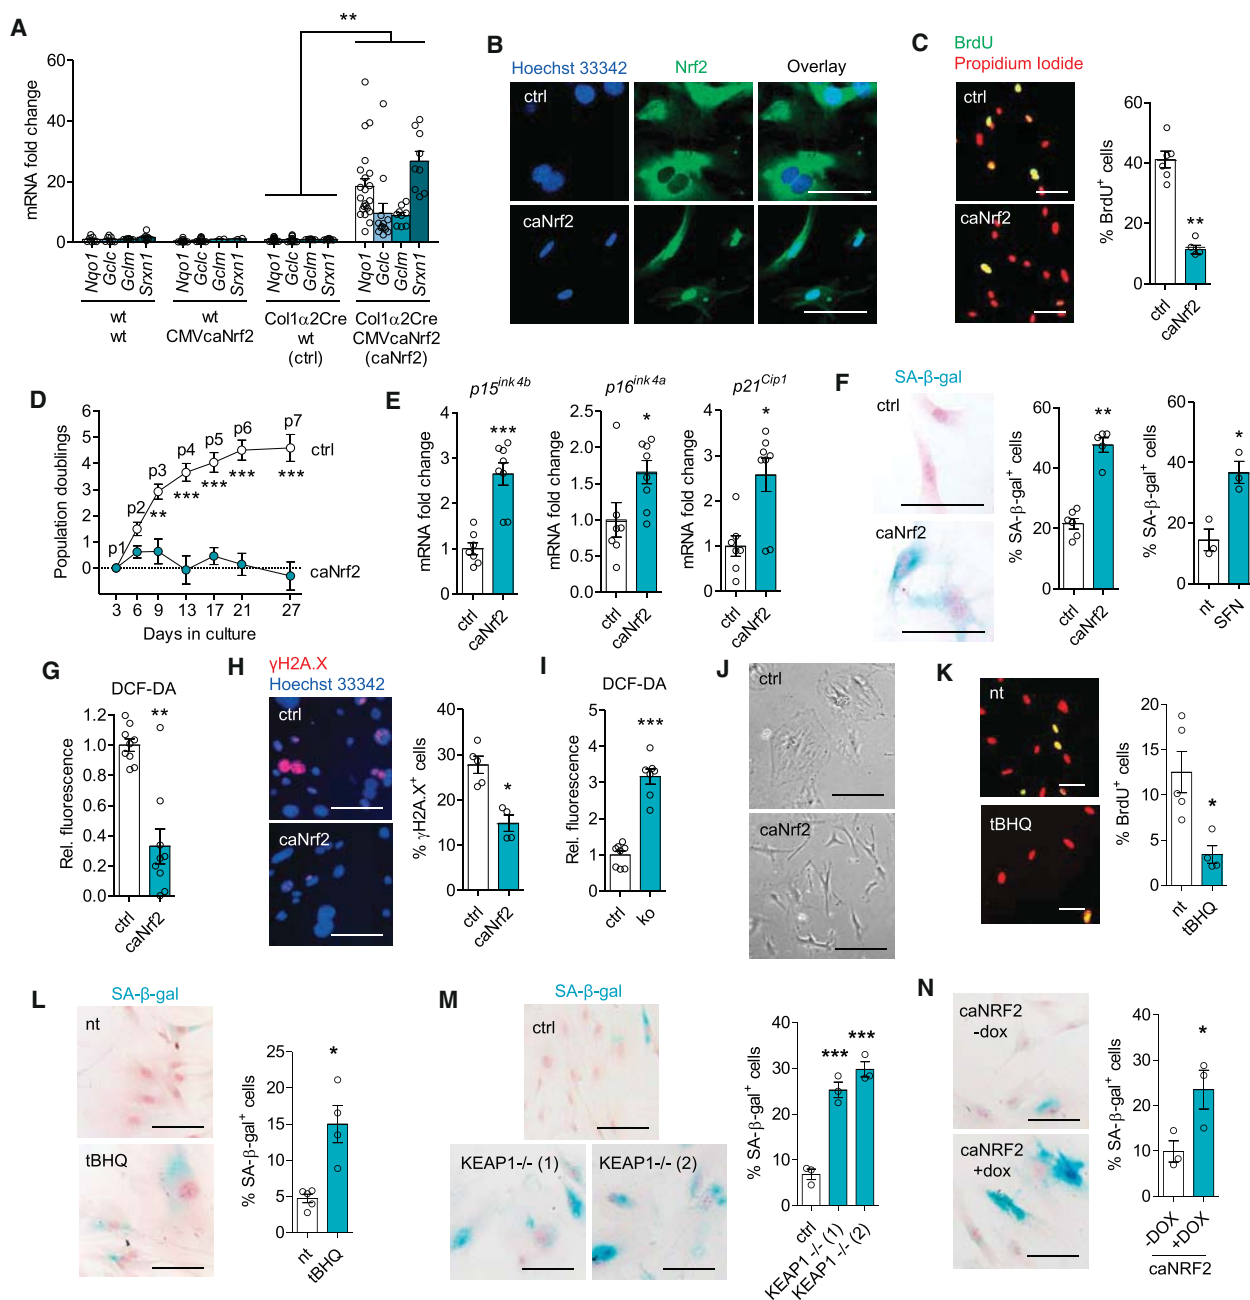 A
**
mRNA fold change
60
40
20
0
Nqo1 Gclc Gclm Srxn1 Nqo1 Gclc Gclm Srxn1 Nqo1 Gclc Gclm Srxn1 Nqo1 Gclc Gclm Srxn1
wt
wt
wt
CMVcaNrf2
Col1α2Cre
wt
(ctrl)
Col1α2Cre
CMVcaNrf2
(caNrf2)
B
Hoechst 33342 Nrf2 Overlay
ctrl
caNrf2
C
BrdU
Propidium Iodide
ctrl
caNrf2
% BrdU+ cells
60
40
20
0
**
ctrl
caNrf2
D
Population doublings
6
5
4
3
2
1
0
p1 p2 p3 p4 p5 p6 p7
** *** *** *** ***
ctrl
caNrf2
3 6 9 13 17 21 27
Days in culture
E
p15ink4b
mRNA fold change
4
3
2
1
0
***
ctrl
caNrf2
p16ink4a
mRNA fold change
2.5
2.0
1.5
1.0
0.5
0.0
*
ctrl
caNrf2
p21Cip1
mRNA fold change
4
3
2
1
0
*
ctrl
caNrf2
F
SA-β-gal
ctrl
caNrf2
% SA-β-gal+ cells
60
40
20
0
**
ctrl
caNrf2
% SA-β-gal+ cells
60
40
20
0
*
nt
SFN
G
DCF-DA
Rel. fluorescence
1.2
1.0
0.8
0.6
0.4
0.2
0.0
**
ctrl
caNrf2
H
γH2A.X
Hoechst 33342
ctrl
caNrf2
% γH2A.X+ cells
40
30
20
10
0
*
ctrl
caNrf2
I
DCF-DA
Rel. fluorescence
5
4
3
2
1
0
***
ctrl
ko
J
ctrl
caNrf2
K
nt
tBHQ
% BrdU+ cells
20
15
10
5
0
*
nt
tBHQ
L
SA-β-gal
nt
tBHQ
% SA-β-gal+ cells
25
20
15
10
5
0
*
nt
tBHQ
M
SA-β-gal
ctrl
KEAP1-/- (1)
KEAP1-/- (2)
% SA-β-gal+ cells
40
30
20
10
0
*** ***
ctrl
KEAP1 -/- (1)
KEAP1 -/- (2)
N
caNRF2
-dox
caNRF2
+dox
% SA-β-gal+ cells
40
30
20
10
0
*
-DOX
+DOX
caNRF2